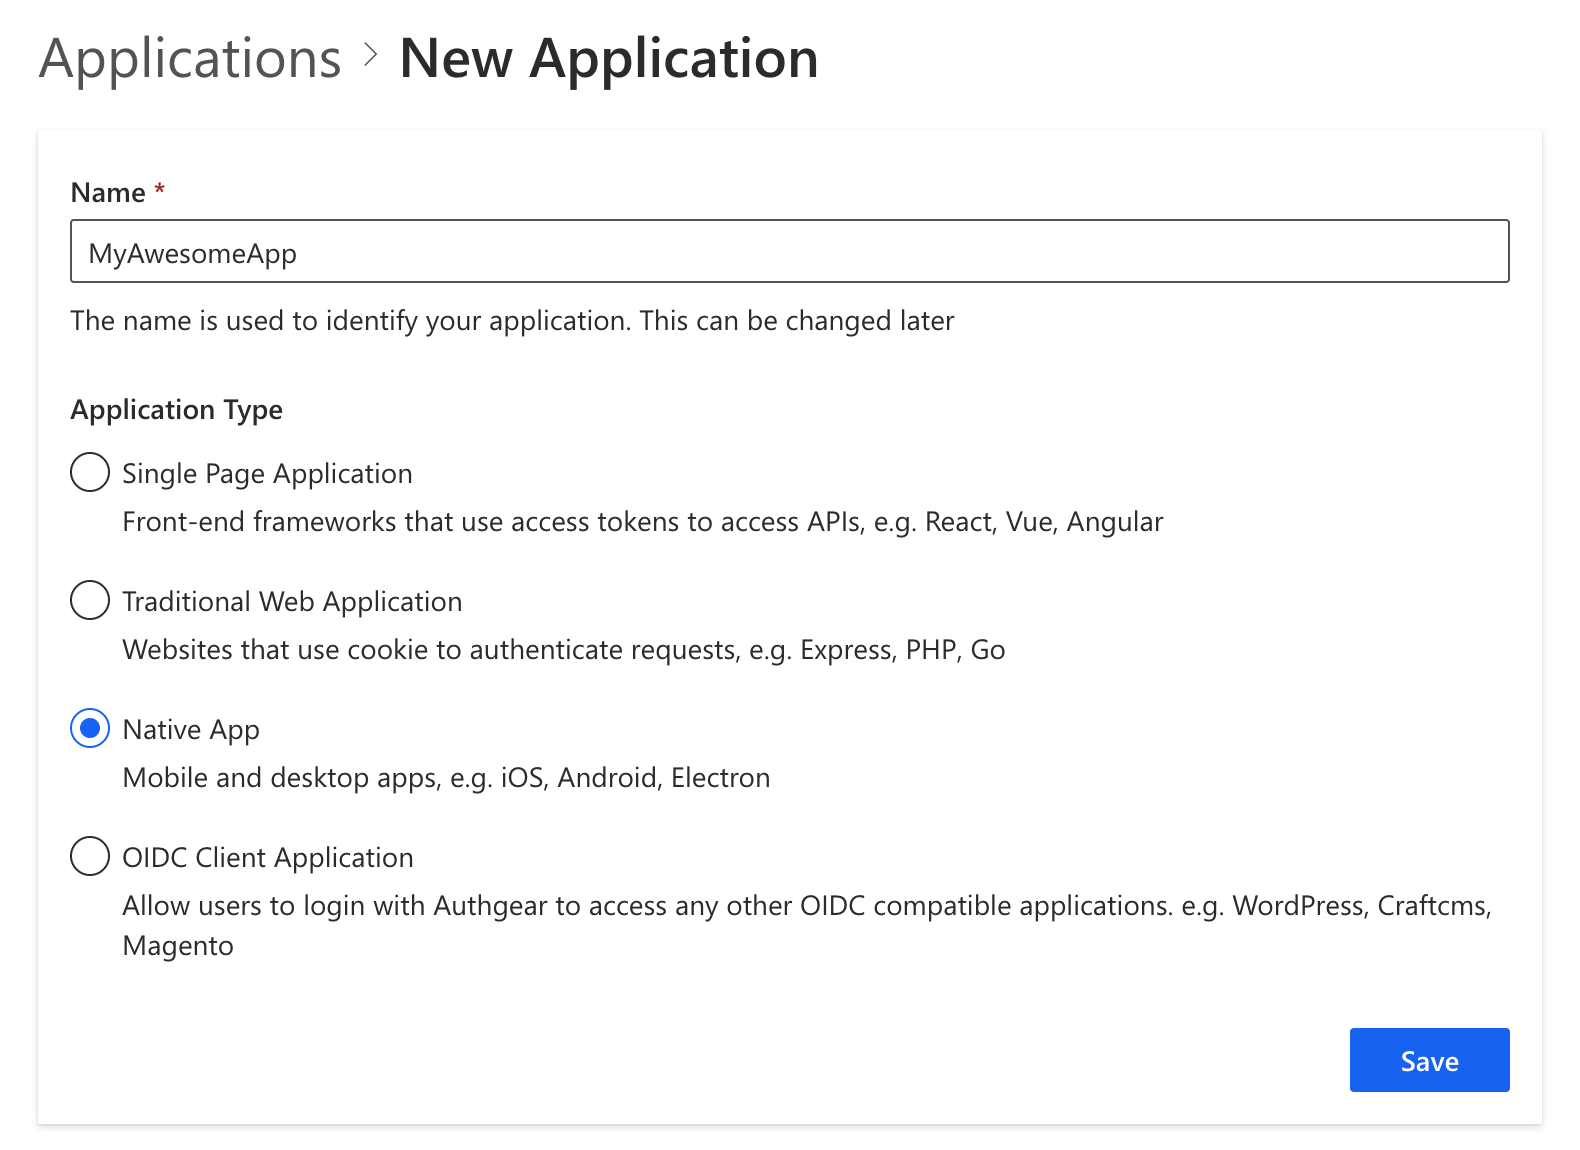 Applications > New Application
Name *
MyAwesomeApp
The name is used to identify your application. This can be changed later
Application Type
Single Page Application
Front-end frameworks that use access tokens to access APIs, e.g. React, Vue, Angular
Traditional Web Application
Websites that use cookie to authenticate requests, e.g. Express, PHP, Go
Native App
Mobile and desktop apps, e.g. iOS, Android, Electron
OIDC Client Application
Allow users to login with Authgear to access any other OIDC compatible applications. e.g. WordPress, Craftcms,
Magento
Save